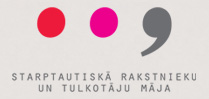 STARPTAUTISKĀ RAKSTNIEKU
UN TULKOTĀJU MĀJA